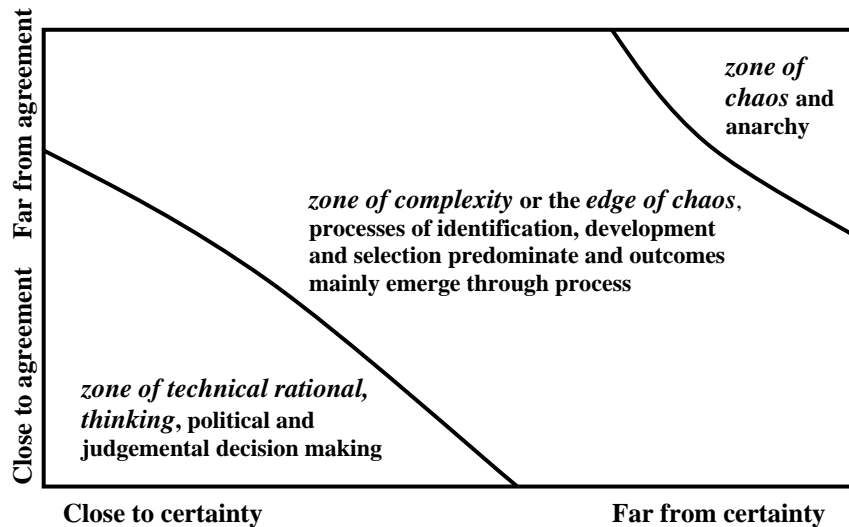 Far from agreement
Close to agreement
zone of
chaos and
anarchy
zone of complexity or the edge of chaos,
processes of identification, development
and selection predominate and outcomes
mainly emerge through process
zone of technical rational,
thinking, political and
judgemental decision making
Close to certainty
Far from certainty